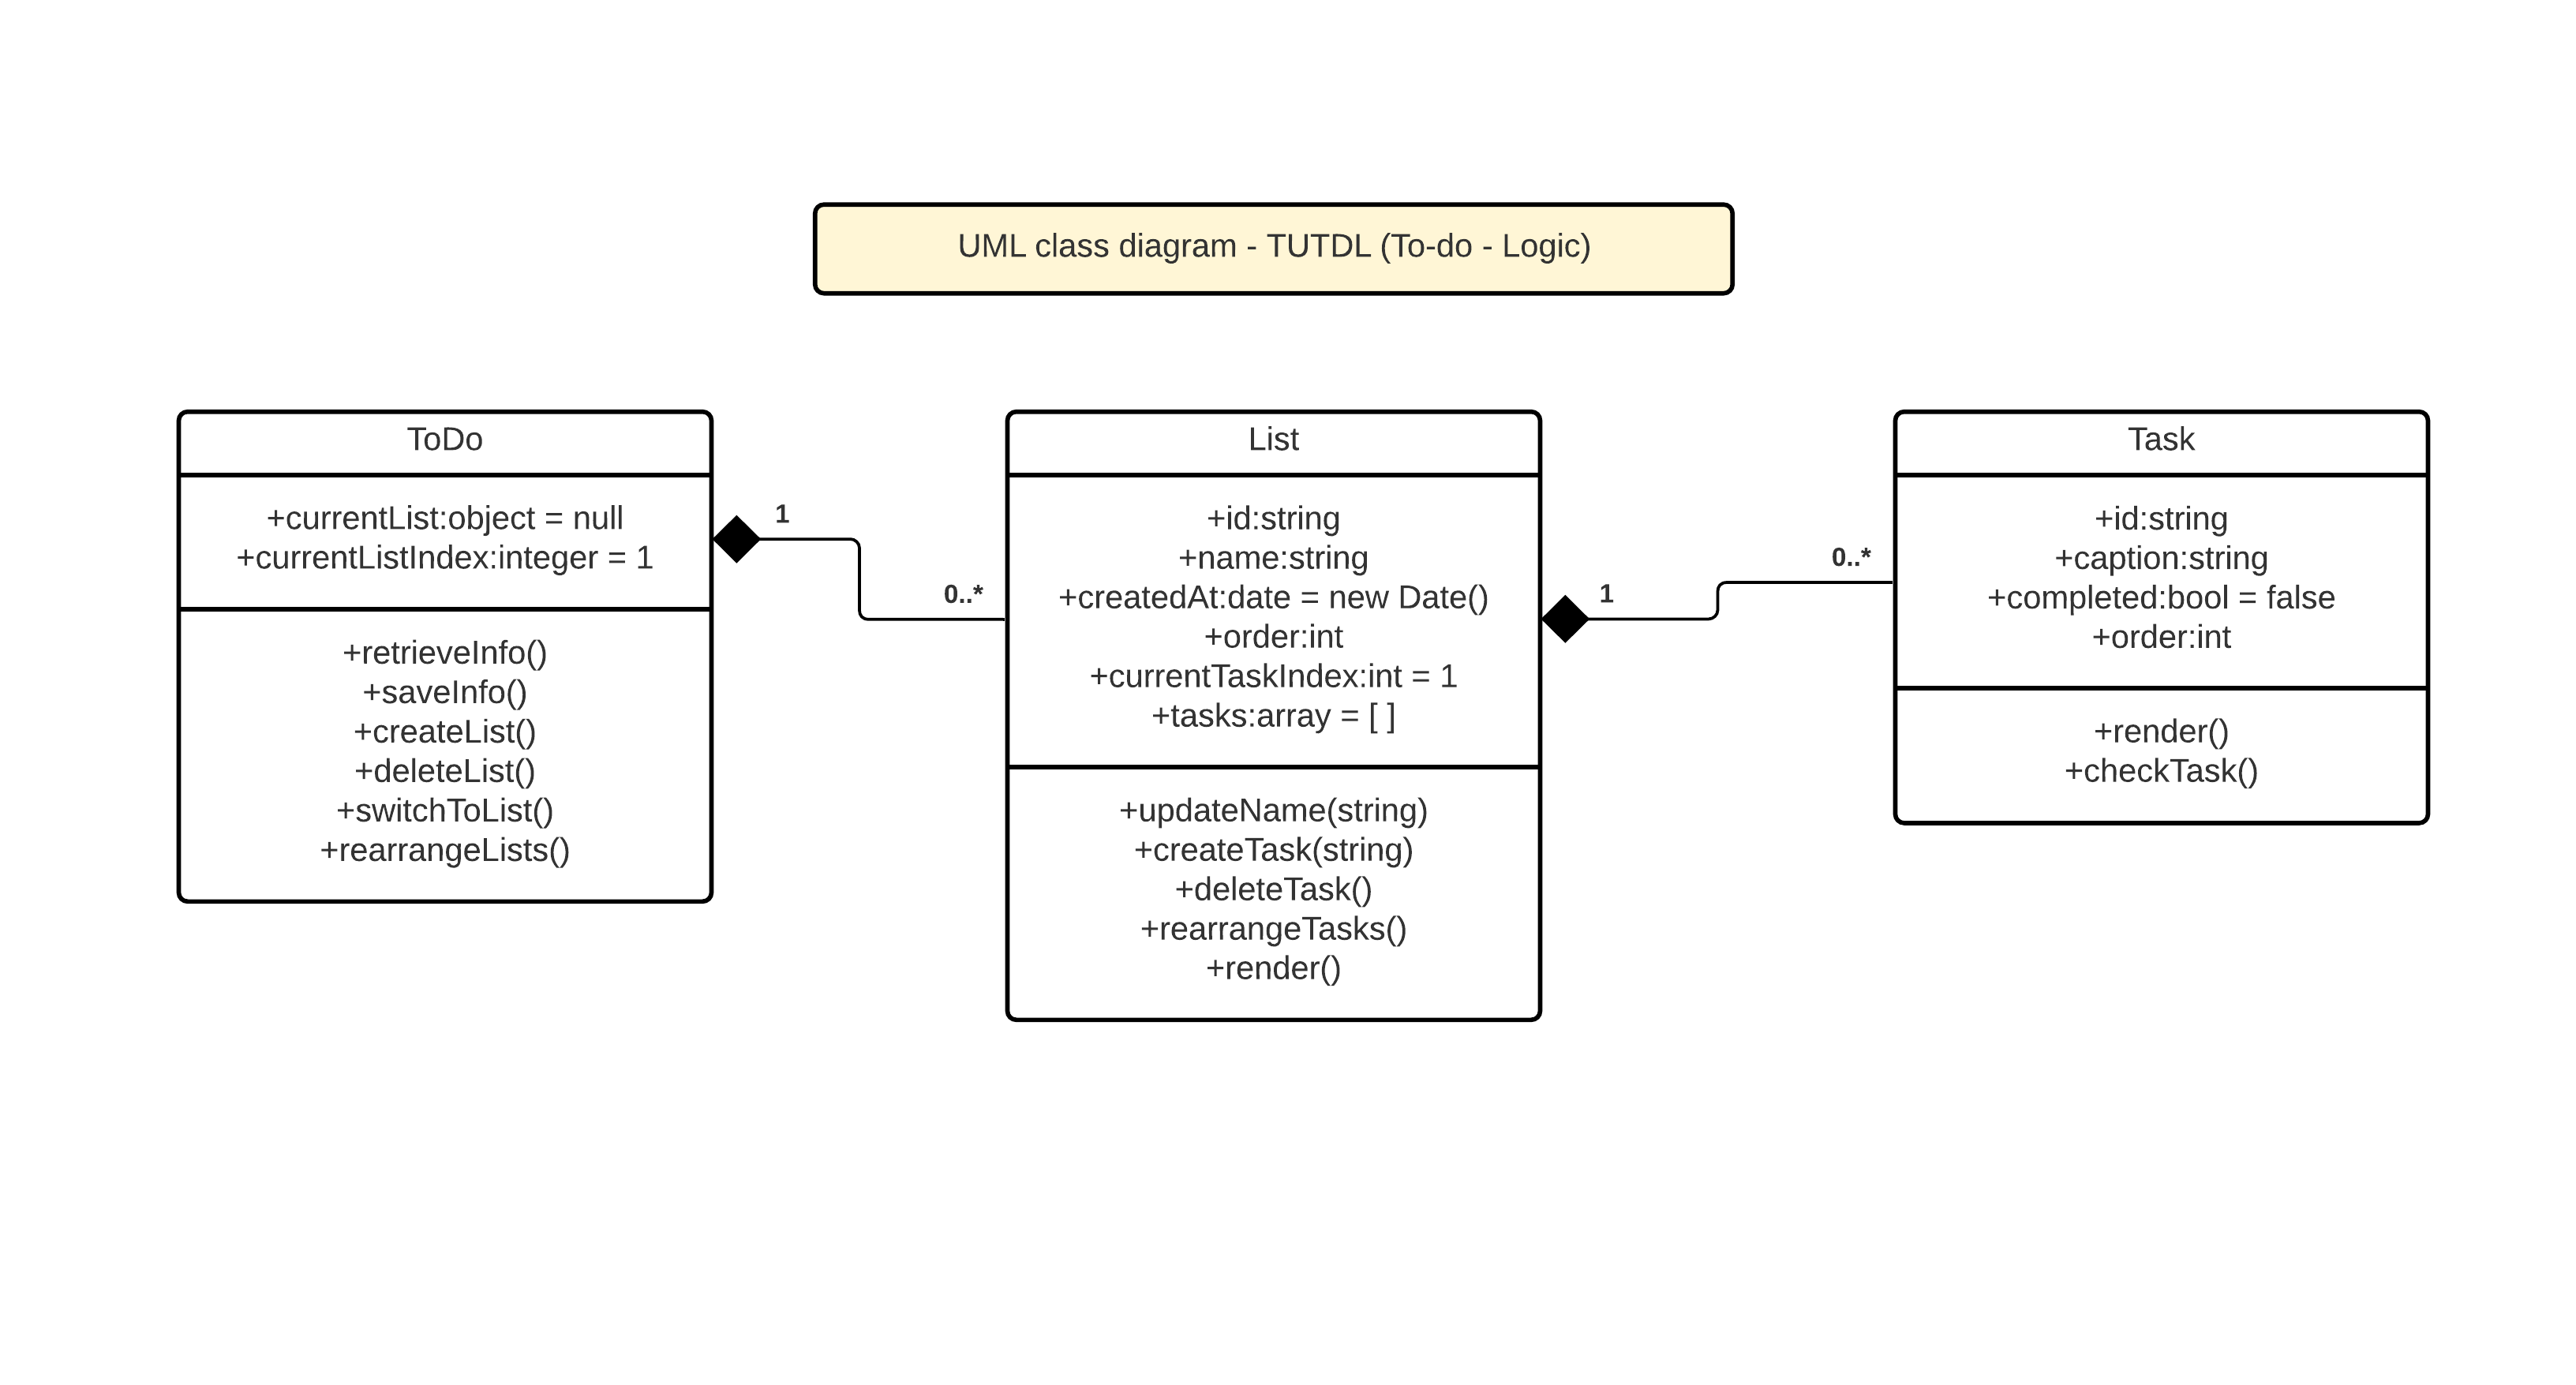 UML class diagram - TUTDL (To-do - Logic)
ToDo
+currentList:object = null
+currentListIndex:integer = 1
+retrieveInfo()
+saveInfo()
+createList()
+deleteList()
+switchToList()
+rearrangeLists()
1
0..*
List
+id:string
+name:string
+createdAt:date = new Date()
+order:int
+currentTaskIndex:int = 1
+tasks:array = [ ]
+updateName(string)
+createTask(string)
+deleteTask()
+rearrangeTasks()
+render()
1
0..*
Task
+id:string
+caption:string
+completed:bool = false
+order:int
+render()
+checkTask()